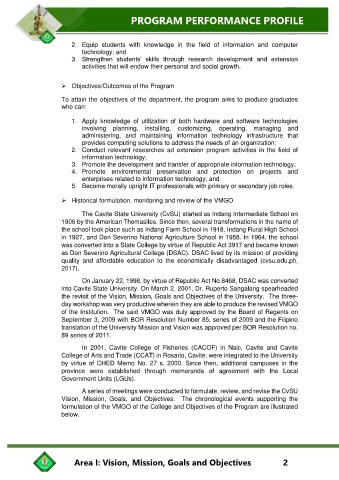 PROGRAM PERFORMANCE PROFILE
2. Equip students with knowledge in the field of information and computer
technology; and
3. Strengthen students' skills through research development and extension
activities that will endow their personal and social growth.
➢ Objectives/Outcomes of the Program
To attain the objectives of the department, the program aims to produce graduates
who can:
1. Apply knowledge of utilization of both hardware and software technologies
involving planning, installing, customizing, operating, managing and
administering, and maintaining information technology infrastructure that
provides computing solutions to address the needs of an organization;
2. Conduct relevant researches ad extension program activities in the field of
information technology;
3. Promote the development and transfer of appropriate information technology;
4. Promote environmental preservation and protection on projects and
enterprises related to information technology; and
5. Become morally upright IT professionals with primary or secondary job roles.
➢ Historical formulation, monitoring and review of the VMGO
The Cavite State University (CvSU) started as Indang Intermediate School on
1906 by the American Thomasites. Since then, several transformations in the name of
the school took place such as Indang Farm School in 1918, Indang Rural High School
in 1927, and Don Severino National Agriculture School in 1958. In 1964, the school
was converted into a State College by virtue of Republic Act 3917 and became known
as Don Severino Agricultural College (DSAC). DSAC lived by its mission of providing
quality and affordable education to the economically disadvantaged (cvsu.edu.ph,
2017).
On January 22, 1998, by virtue of Republic Act No.8468, DSAC was converted
into Cavite State University. On March 2, 2001, Dr. Ruperto Sangalang spearheaded
the revisit of the Vision, Mission, Goals and Objectives of the University. The three-
day workshop was very productive wherein they are able to produce the revised VMGO
of the Institution. The said VMGO was duly approved by the Board of Regents on
September 3, 2009 with BOR Resolution Number 85, series of 2009 and the Filipino
translation of the University Mission and Vision was approved per BOR Resolution no.
89 series of 2011.
In 2001, Cavite College of Fisheries (CACOF) in Naic, Cavite and Cavite
College of Arts and Trade (CCAT) in Rosario, Cavite, were integrated to the University
by virtue of CHED Memo No. 27 s. 2000. Since then, additional campuses in the
province were established through memoranda of agreement with the Local
Government Units (LGUs).
A series of meetings were conducted to formulate, review, and revise the CvSU
Vision, Mission, Goals, and Objectives. The chronological events supporting the
formulation of the VMGO of the College and Objectives of the Program are illustrated
below.
Area I: Vision, Mission, Goals and Objectives 2